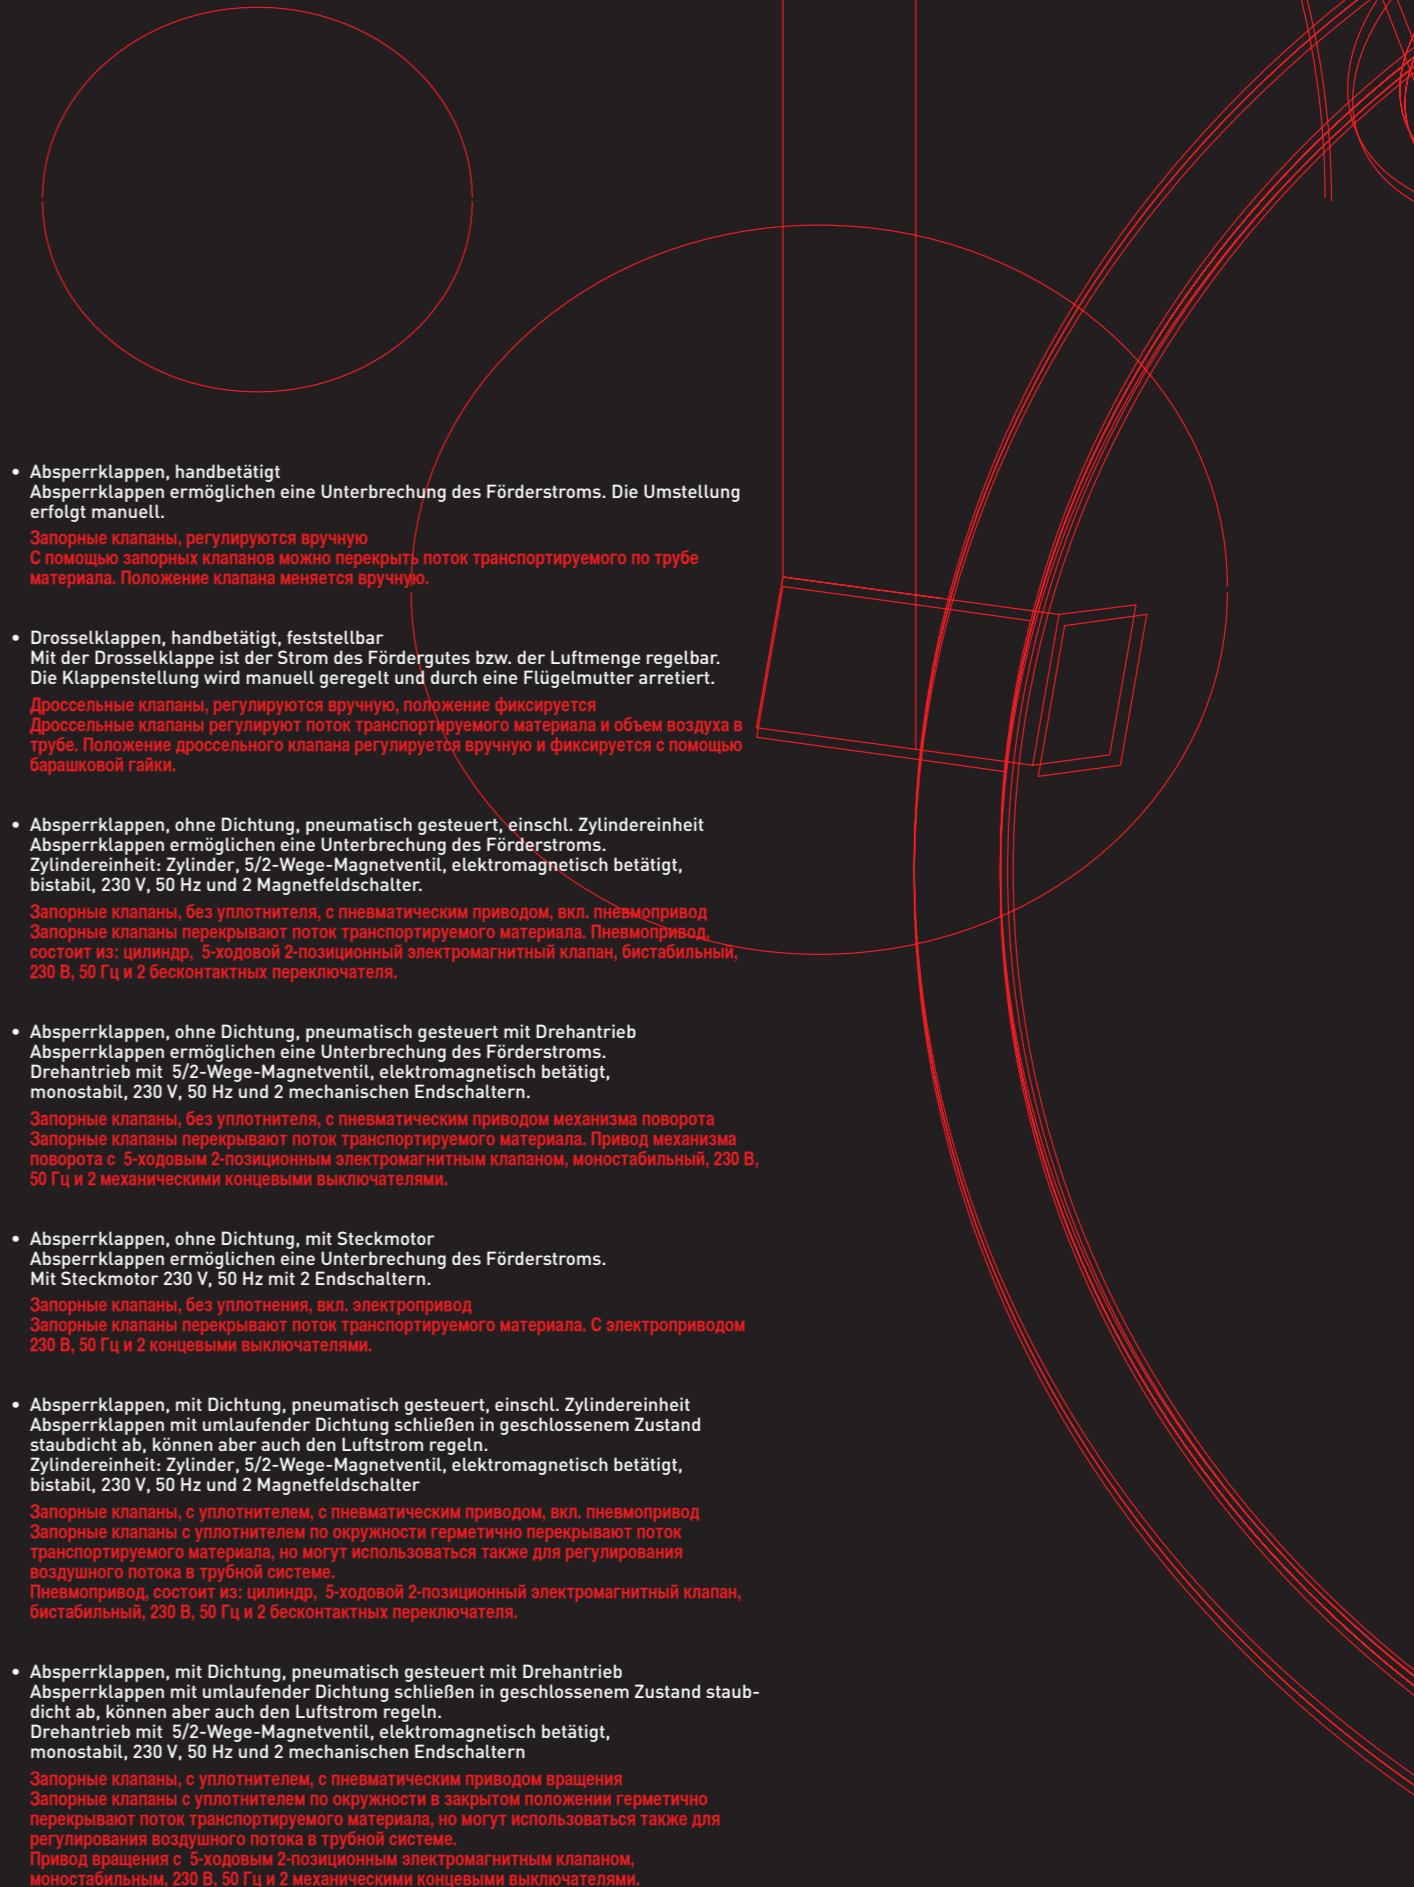 • Absperrklappen, handbetätigt
Absperrklappen ermöglichen eine Unterbrechung des Förderstroms. Die Umstellung
erfolgt manuell.
Запорные клапаны, регулируются вручную
С помощью запорных клапанов можно перекрыть поток транспортируемого по трубе
материала. Положение клапана меняется вручную.
• Drosselklappen, handbetätigt, feststellbar
Mit der Drosselklappe ist der Strom des Fördergutes bzw. der Luftmenge regelbar.
Die Klappenstellung wird manuell geregelt und durch eine Flügelmutter arretiert.
Дроссельные клапаны, регулируются вручную, положение фиксируется
Дроссельные клапаны регулируют поток транспортируемого материала и объем воздуха в
трубе. Положение дроссельного клапана регулируется вручную и фиксируется с помощью
барашковой гайки.
• Absperrklappen, ohne Dichtung, pneumatisch gesteuert, einschl. Zylindereinheit
Absperrklappen ermöglichen eine Unterbrechung des Förderstroms.
Zylindereinheit: Zylinder, 5/2-Wege-Magnetventil, elektromagnetisch betätigt,
bistabil, 230 V, 50 Hz und 2 Magnetfeldschalter.
Запорные клапаны, без уплотнителя, с пневматическим приводом, вкл. пневмопривод
Запорные клапаны перекрывают поток транспортируемого материала. Пневмопривод,
состоит из: цилиндр, 5-ходовой 2-позиционный электромагнитный клапан, бистабильный,
230 В, 50 Гц и 2 бесконтактных переключателя.
• Absperrklappen, ohne Dichtung, pneumatisch gesteuert mit Drehantrieb
Absperrklappen ermöglichen eine Unterbrechung des Förderstroms.
Drehantrieb mit 5/2-Wege-Magnetventil, elektromagnetisch betätigt,
monostabil, 230 V, 50 Hz und 2 mechanischen Endschaltern.
Запорные клапаны, без уплотнителя, с пневматическим приводом механизма поворота
Запорные клапаны перекрывают поток транспортируемого материала. Привод механизма
поворота с 5-ходовым 2-позиционным электромагнитным клапаном, моностабильный, 230 В,
50 Гц и 2 механическими концевыми выключателями.
• Absperrklappen, ohne Dichtung, mit Steckmotor
Absperrklappen ermöglichen eine Unterbrechung des Förderstroms.
Mit Steckmotor 230 V, 50 Hz mit 2 Endschaltern.
Запорные клапаны, без уплотнения, вкл. электропривод
Запорные клапаны перекрывают поток транспортируемого материала. С электроприводом
230 В, 50 Гц и 2 концевыми выключателями.
• Absperrklappen, mit Dichtung, pneumatisch gesteuert, einschl. Zylindereinheit
Absperrklappen mit umlaufender Dichtung schließen in geschlossenem Zustand
staubdicht ab, können aber auch den Luftstrom regeln.
Zylindereinheit: Zylinder, 5/2-Wege-Magnetventil, elektromagnetisch betätigt,
bistabil, 230 V, 50 Hz und 2 Magnetfeldschalter
Запорные клапаны, с уплотнителем, с пневматическим приводом, вкл. пневмопривод
Запорные клапаны с уплотнителем по окружности герметично перекрывают поток
транспортируемого материала, но могут использоваться также для регулирования
воздушного потока в трубной системе.
Пневмопривод, состоит из: цилиндр, 5-ходовой 2-позиционный электромагнитный клапан,
бистабильный, 230 В, 50 Гц и 2 бесконтактных переключателя.
• Absperrklappen, mit Dichtung, pneumatisch gesteuert mit Drehantrieb
Absperrklappen mit umlaufender Dichtung schließen in geschlossenem Zustand staub-
dicht ab, können aber auch den Luftstrom regeln.
Drehantrieb mit 5/2-Wege-Magnetventil, elektromagnetisch betätigt,
monostabil, 230 V, 50 Hz und 2 mechanischen Endschaltern
Запорные клапаны, с уплотнителем, с пневматическим приводом вращения
Запорные клапаны с уплотнителем по окружности в закрытом положении герметично
перекрывают поток транспортируемого материала, но могут использоваться также для
регулирования воздушного потока в трубной системе.
Привод вращения с 5-ходовым 2-позиционным электромагнитным клапаном,
моностабильным, 230 В, 50 Гц и 2 механическими концевыми выключателями.